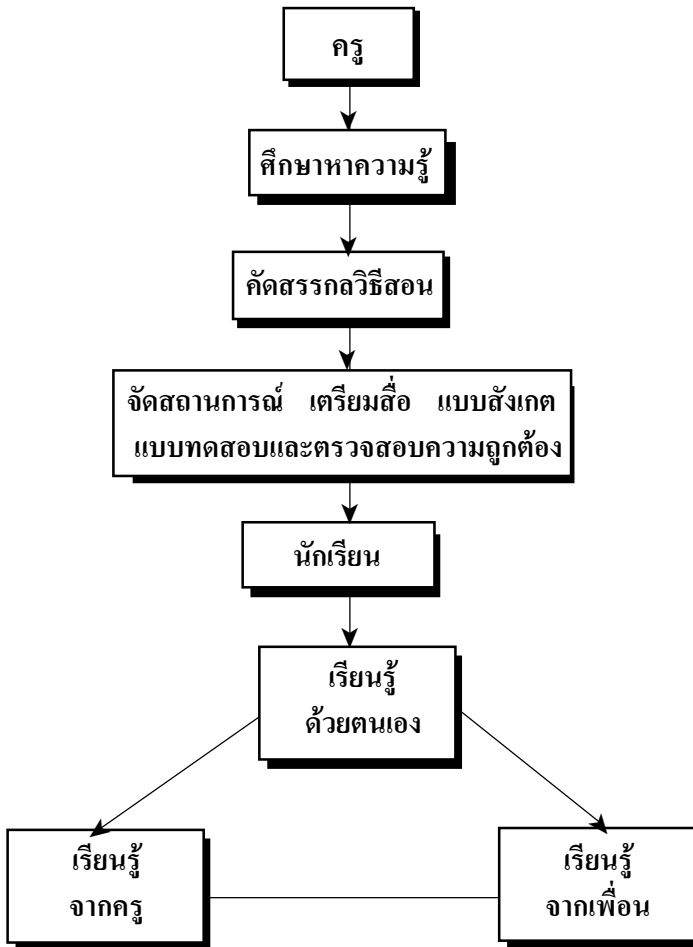 ครู
ศึกษาหาความรู้
คัดสรรกลวิธีสอน
จัดสถานการณ์ เตรียมสื่อ แบบสังเกต
แบบทดสอบและตรวจสอบความถูกต้อง
นักเรียน
เรียนรู้
ด้วยตนเอง
เรียนรู้
จากครู
เรียนรู้
จากเพื่อน